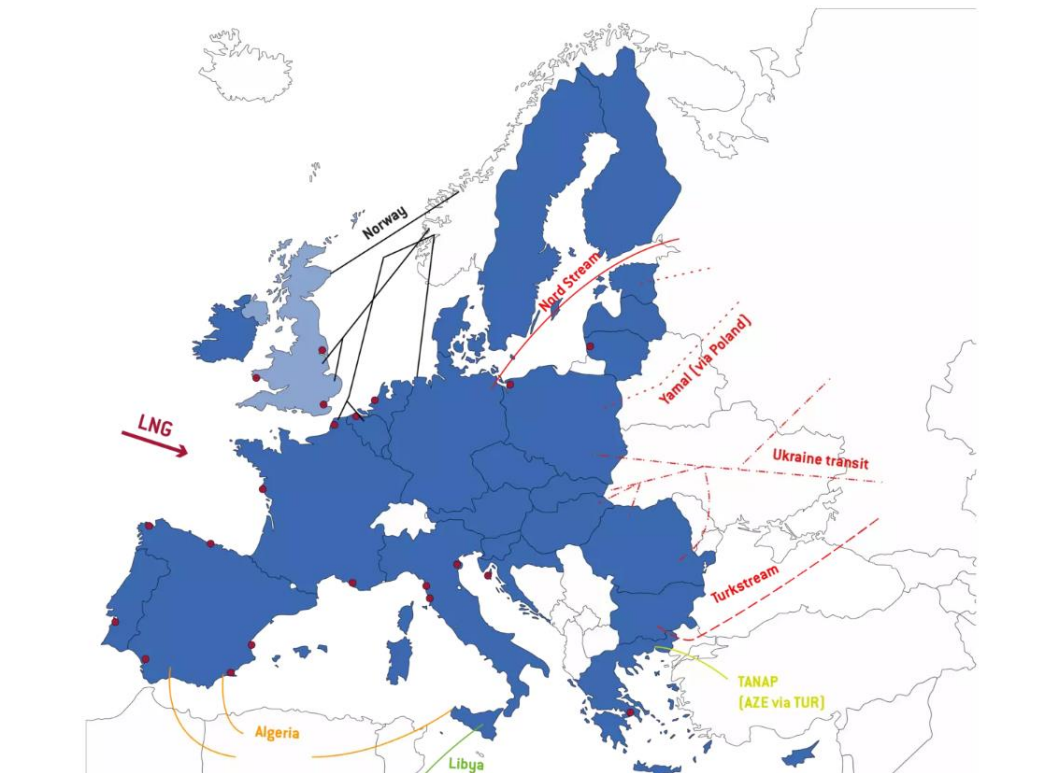 Norway
Nord Stream
Yamal (via Poland)
LNG
Ukraine transit
Turkstream
TANAP
(AZE via TUR)
Algeria
Libya